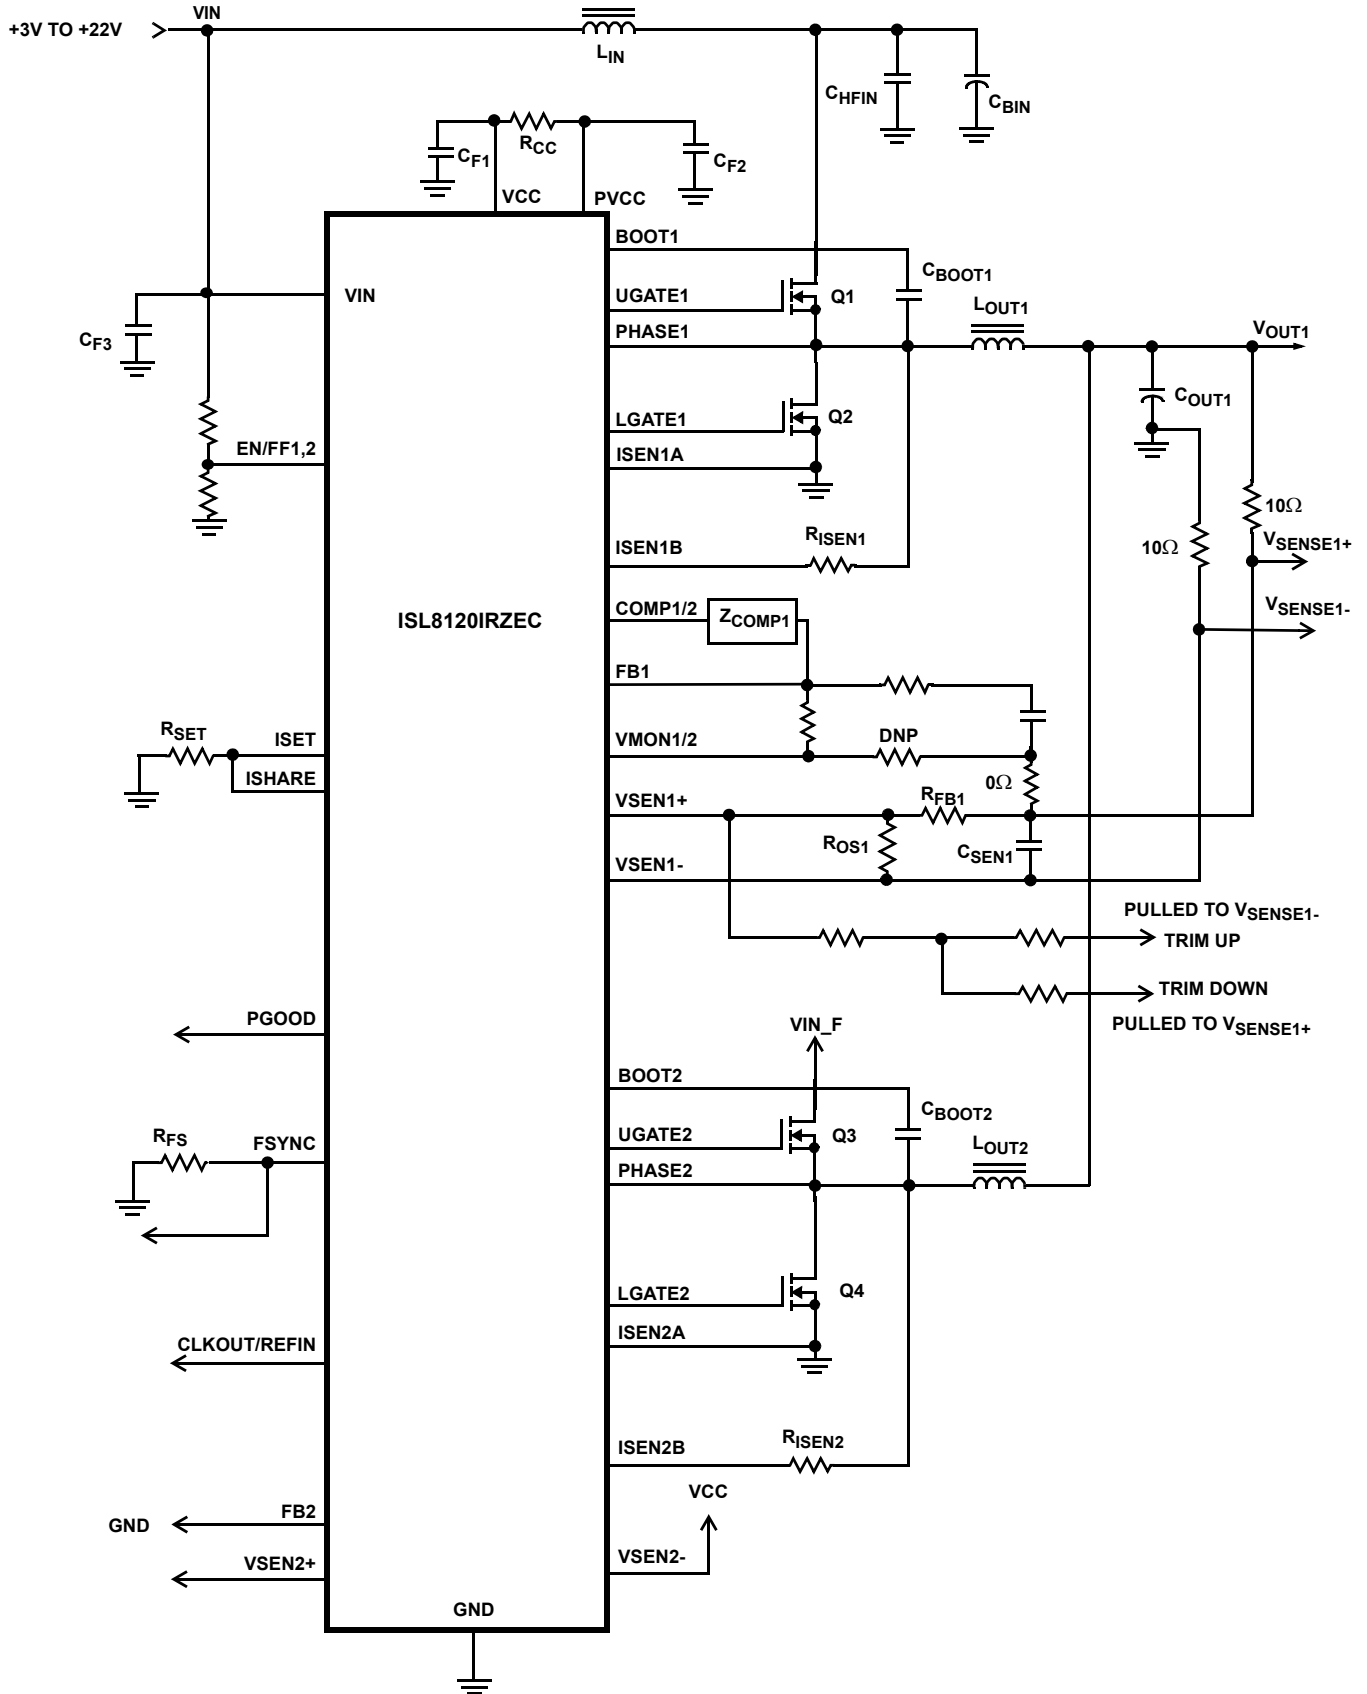 VIN
+3V TO +22V
LIN
CHFIN
CBIN
CF1
RCC
CF2
VCC
PVCC
BOOT1
CBOOT1
VIN
UGATE1
Q1
LOUT1
CF3
PHASE1
VOUT1
COUT1
LGATE1
Q2
EN/FF1,2
ISEN1A
10Ω
RISEN1
ISEN1B
10Ω
VSENSE1+
COMP1/2
ZCOMP1
VSENSE1-
ISL8120IRZEC
FB1
RSET
ISET
VMON1/2
DNP
ISHARE
0Ω
VSEN1+
RFB1
ROS1
CSEN1
VSEN1-
PULLED TO VSENSE1-
TRIM UP
TRIM DOWN
PULLED TO VSENSE1+
PGOOD
VIN_F
BOOT2
CBOOT2
RFS
FSYNC
UGATE2
Q3
LOUT2
PHASE2
LGATE2
Q4
ISEN2A
CLKOUT/REFIN
ISEN2B
RISEN2
VCC
GND
FB2
VSEN2+
VSEN2-
GND